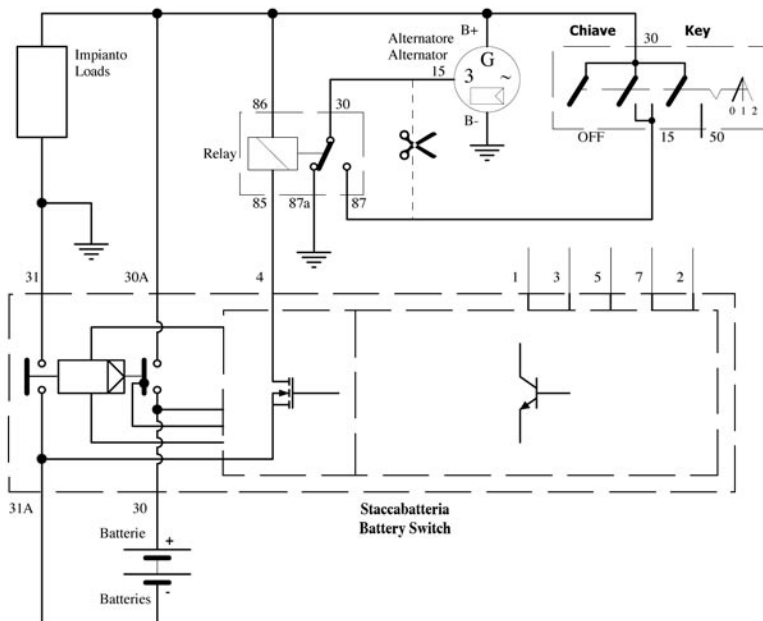 Impianto
Loads
Alternatore
Alternator
B+
15
G
3 ~
B-
Chiave Key
30
0 1 2
OFF 15 50
86 30
Relay
85 87a 87
31 30A 4 1 3 5 7 2
31A 30
Staccabatteria
Battery Switch
Batterie +
Batteries -